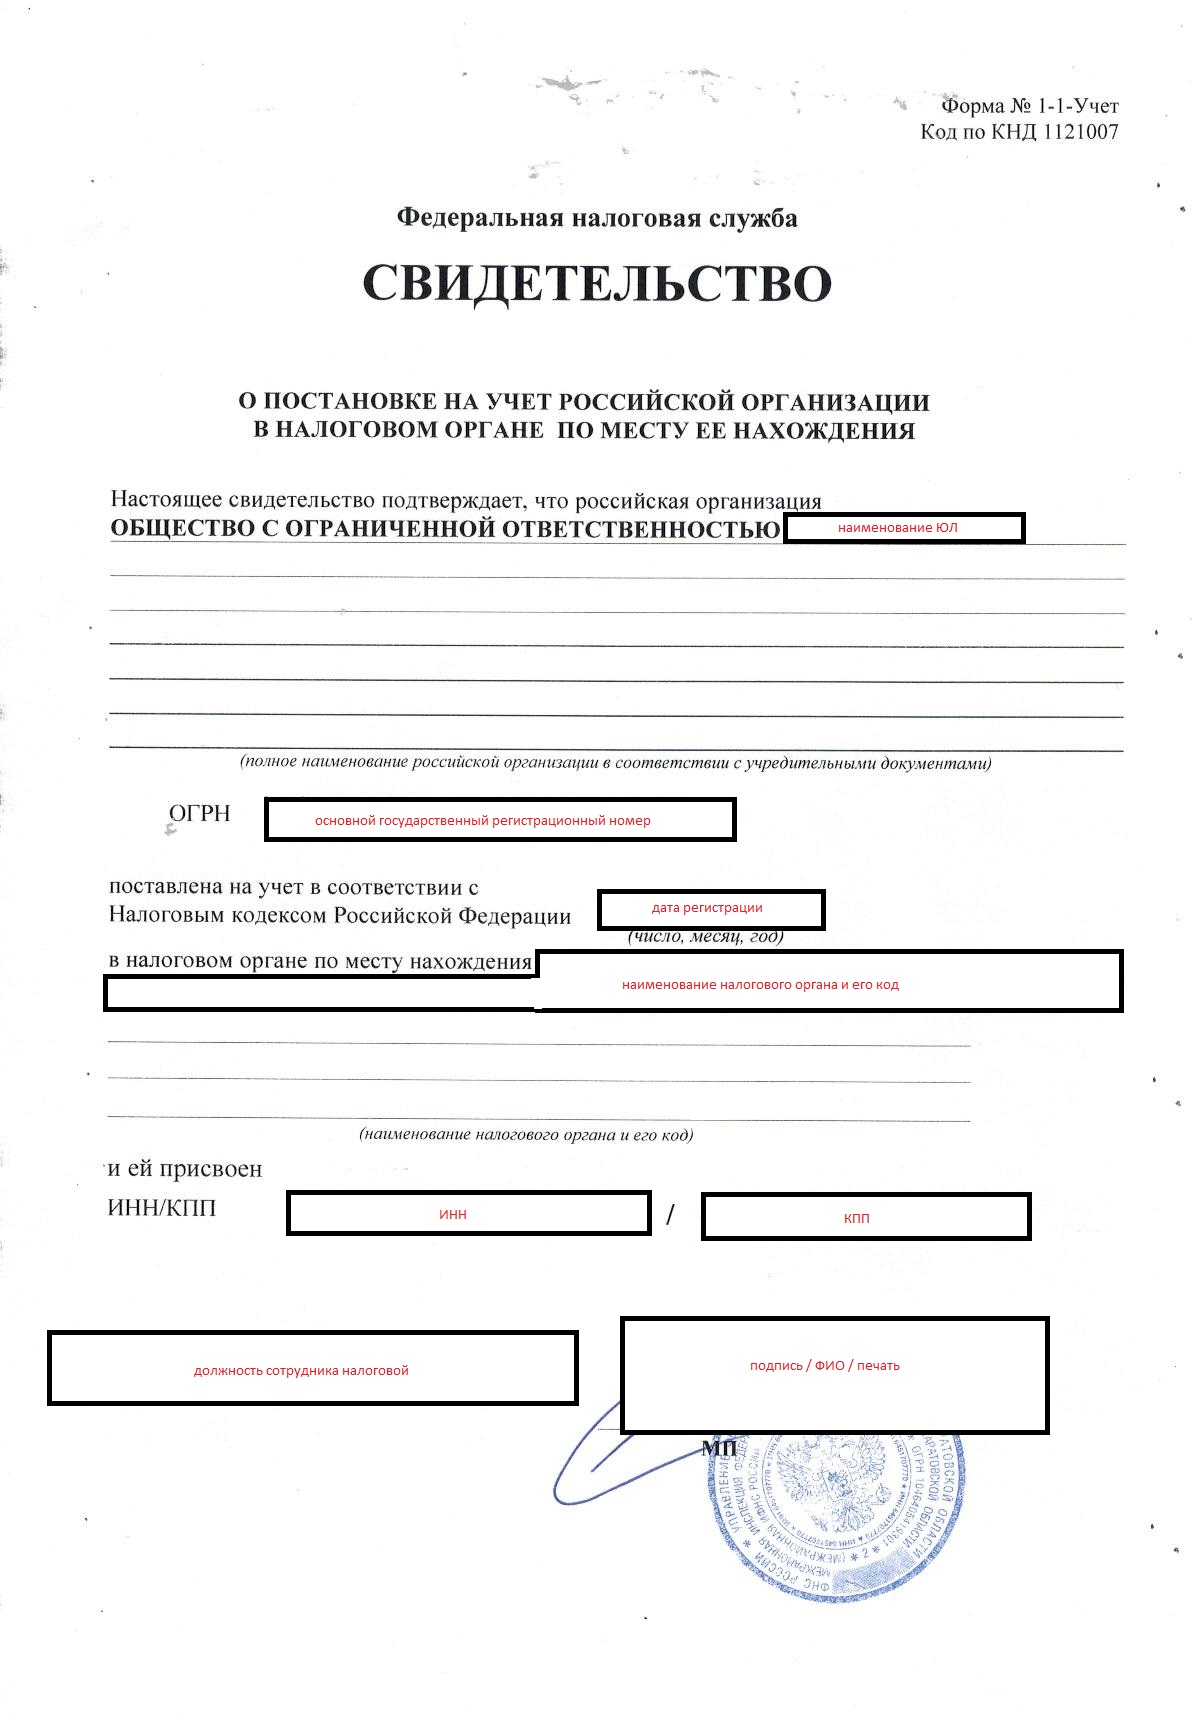 Форма № 1-1-Учет
Код по КНД 1121007
Федеральная налоговая служба
СВИДЕТЕЛЬСТВО
О ПОСТАНОВКЕ НА УЧЕТ РОССИЙСКОЙ ОРГАНИЗАЦИИ
В НАЛОГОВОМ ОРГАНЕ ПО МЕСТУ ЕЕ НАХОЖДЕНИЯ
Настоящее свидетельство подтверждает, что российская организация
ОБЩЕСТВО С ОГРАНИЧЕННОЙ ОТВЕТСТВЕННОСТЬЮ наименование ЮЛ
(полное наименование российской организации в соответствии с учредительными документами)
ОГРН основной государственный регистрационный номер
поставлена на учет в соответствии с
Налоговым кодексом Российской Федерации дата регистрации
(число, месяц, год)
в налоговом органе по месту нахождения
наименование налогового органа и его код
(наименование налогового органа и его код)
и ей присвоен
ИНН/КПП ИНН / КПП
должность сотрудника налоговой
подпись / ФИО / печать
МП